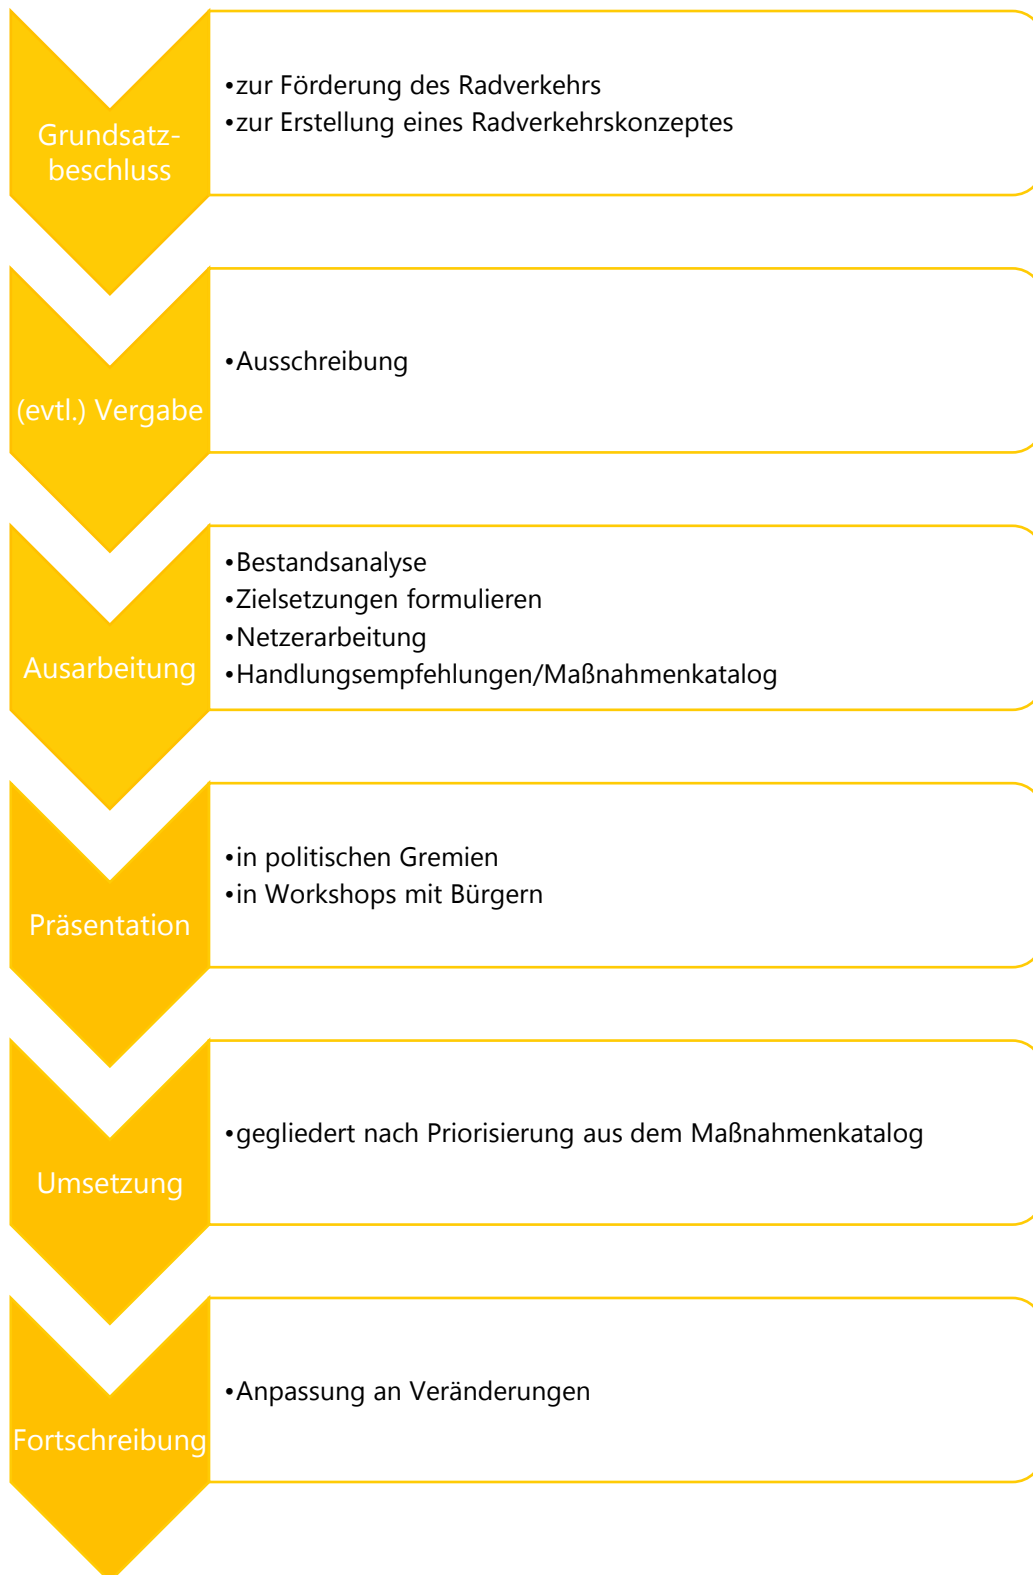 Grundsatz-
beschluss
•zur Förderung des Radverkehrs
•zur Erstellung eines Radverkehrskonzeptes
(evtl.) Vergabe
•Ausschreibung
Ausarbeitung
•Bestandsanalyse
•Zielsetzungen formulieren
•Netzerarbeitung
•Handlungsempfehlungen/Maßnahmenkatalog
Präsentation
•in politischen Gremien
•in Workshops mit Bürgern
Umsetzung
•gegliedert nach Priorisierung aus dem Maßnahmenkatalog
Fortschreibung
•Anpassung an Veränderungen